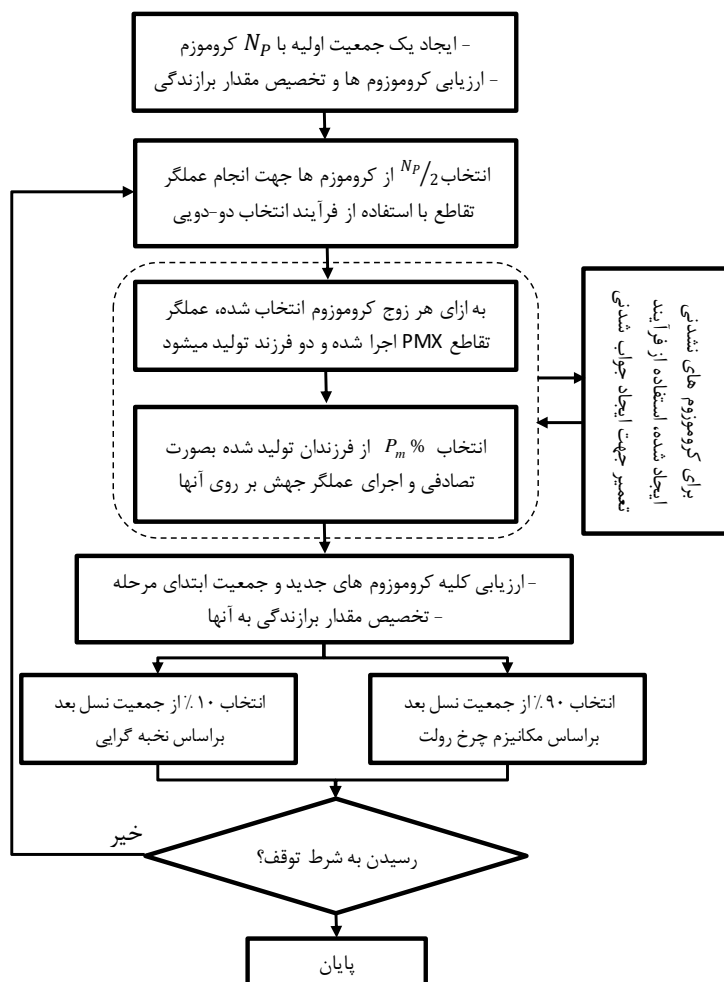 - ایجاد یک جمعیت اولیه با N_P کروموزم
- ارزیابی کروموزوم ها و تخصیص مقدار برازندگی
انتخاب N_P/2 از کروموزم ها جهت انجام عملگر
تقاطع با استفاده از فرآیند انتخاب دو-دویی
به ازای هر زوج کروموزوم انتخاب شده، عملگر
تقاطع PMX اجرا شده و دو فرزند تولید میشود
انتخاب P_m % از فرزندان تولید شده بصورت
تصادفی و اجرای عملگر جهش بر روی آنها
برای کروموزوم های نشدنی
ایجاد شده، استفاده از فرآیند
تعمیر جهت ایجاد جواب شدنی
- ارزیابی کلیه کروموزوم های جدید و جمعیت ابتدای مرحله
- تخصیص مقدار برازندگی به آنها
انتخاب ۹۰٪ از جمعیت نسل بعد
براساس مکانیزم چرخ رولت
انتخاب ۱۰٪ از جمعیت نسل بعد
براساس نخبه گرایی
رسیدن به شرط توقف؟
خیر
پایان